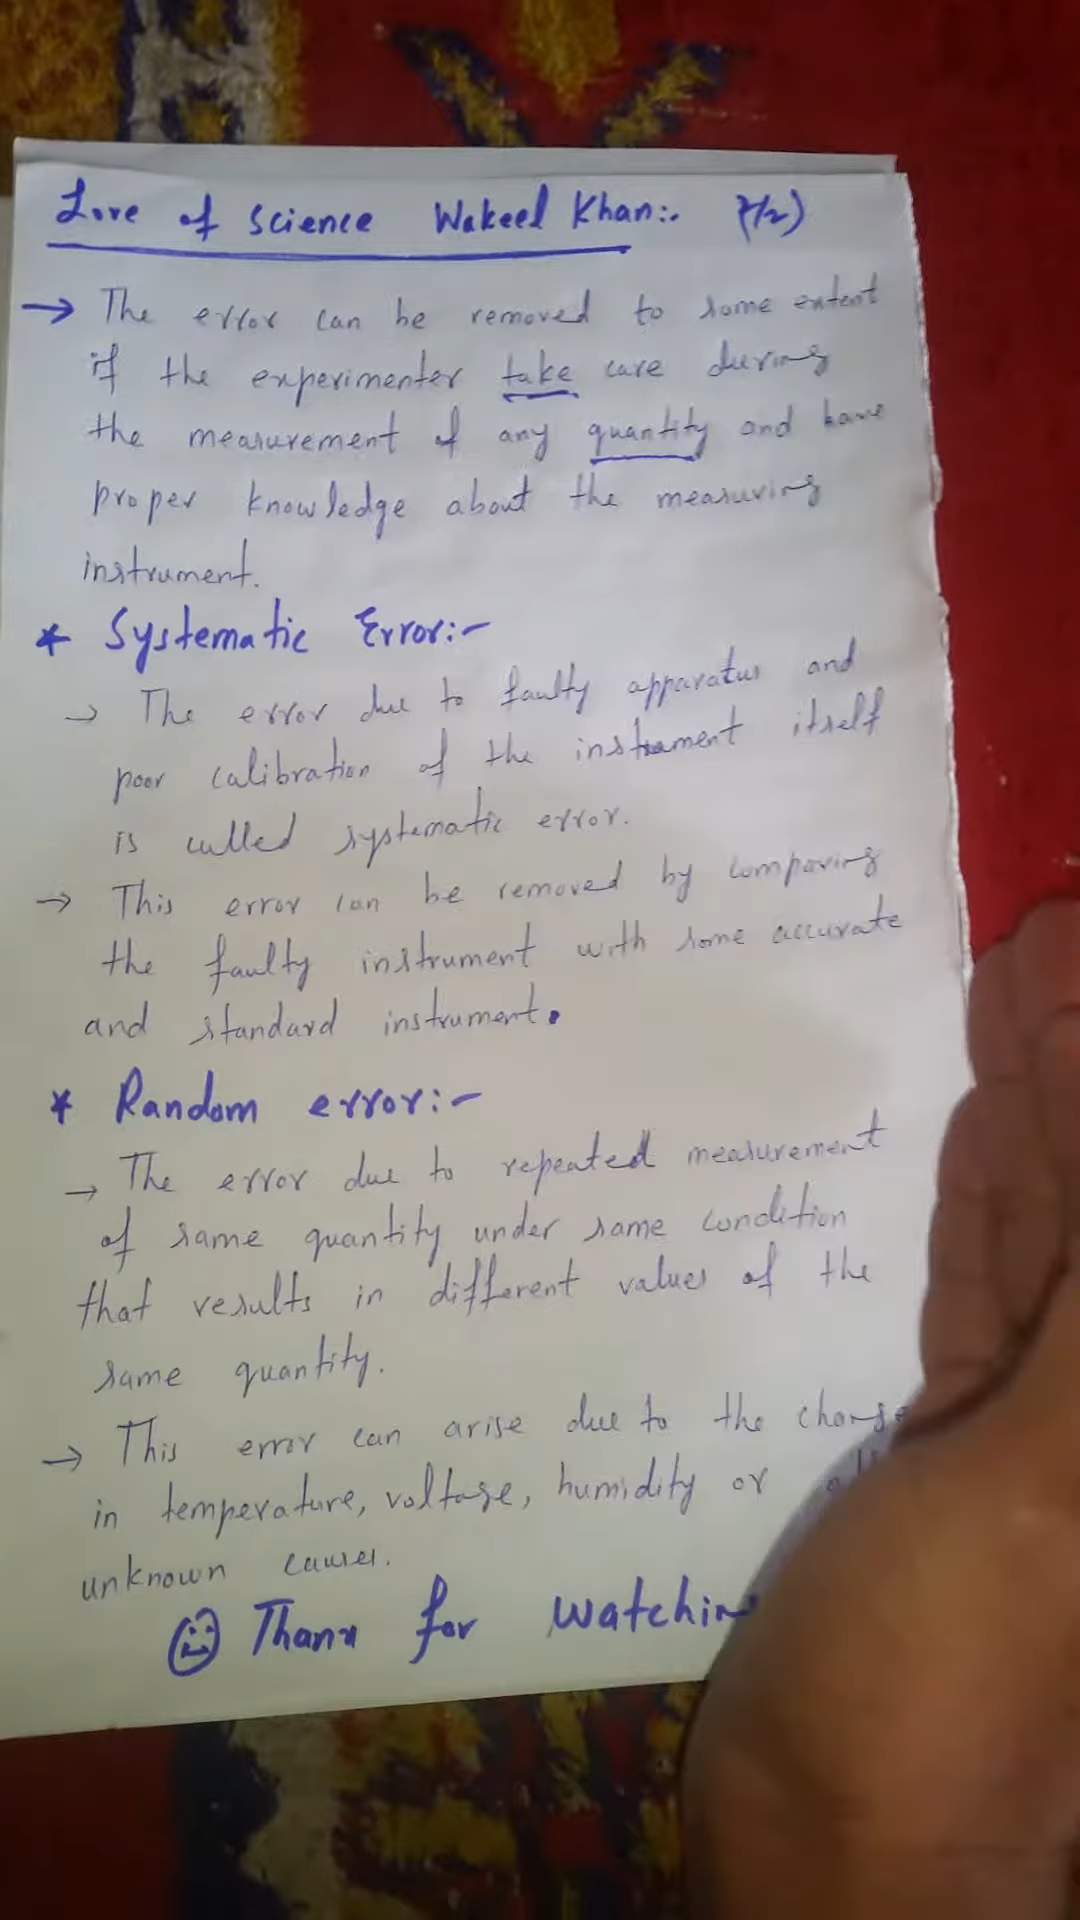 Love of Science Wakeel Khan:.
→ The error can be removed to some extent
if the experimenter take care during
the measurement of any quantity and have
proper knowledge about the measuring
instrument.
* Systematic Error:-
→ The error due to faulty apparatus and
poor calibration of the instrument itself
is called systematic error.
→ This error can be removed by comparing
the faulty instrument with some accurate
and standard instrument.
* Random error:-
→ The error due to repeated measurement
of same quantity under same condition
that results in different values of the
same quantity.
→ This error can arise due to the change
in temperature, voltage, humidity or
unknown causes.
Thanx for watchin